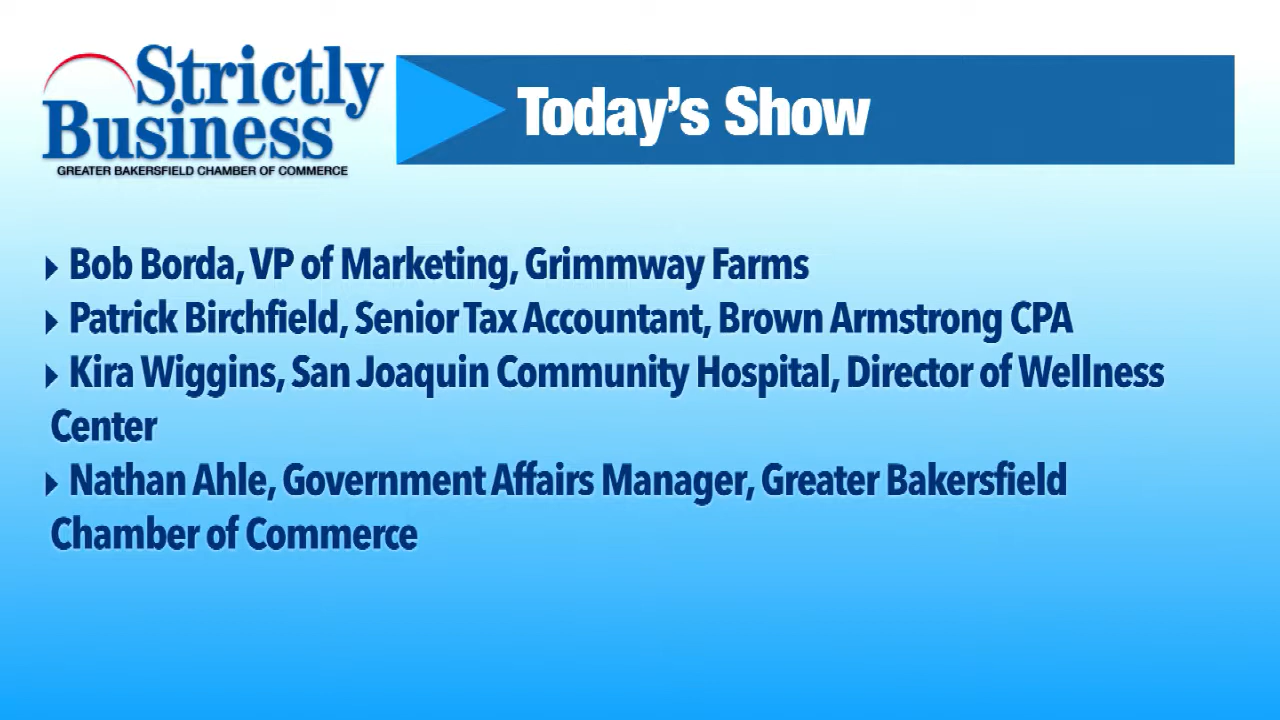 Strictly
Business
GREATER BAKERSFIELD CHAMBER OF COMMERCE
Today's Show
Bob Borda, VP of Marketing, Grimmway Farms
Patrick Birchfield, Senior Tax Accountant, Brown Armstrong CPA
Kira Wiggins, San Joaquin Community Hospital, Director of Wellness
Center
Nathan Ahle, Government Affairs Manager, Greater Bakersfield
Chamber of Commerce